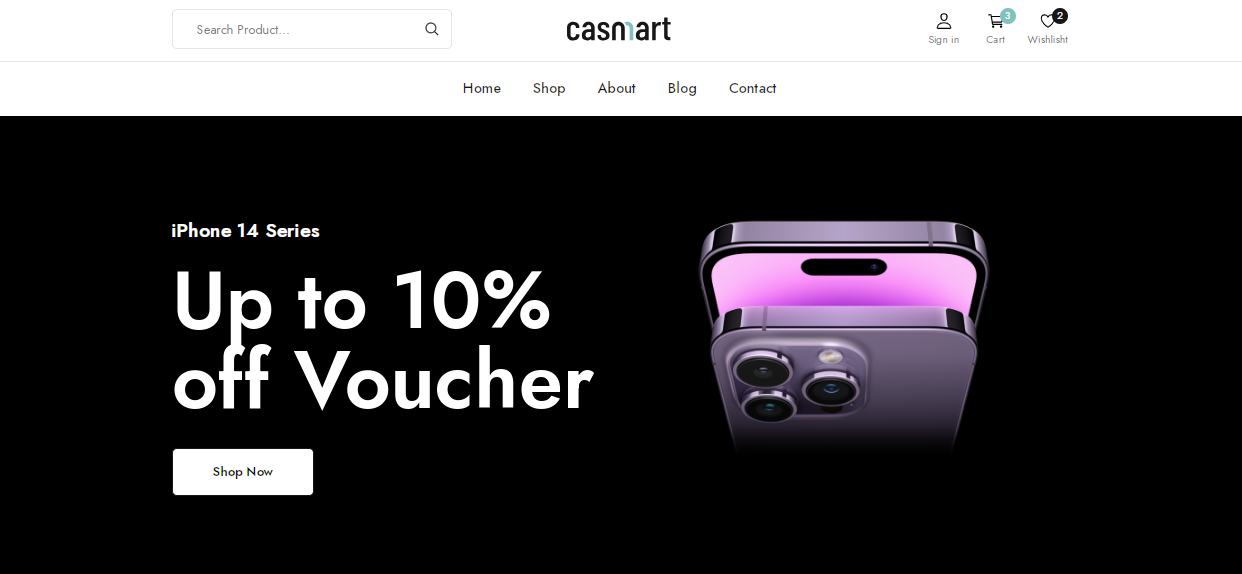 Search Product...
casmart
Sign in
3
Cart
2
Wishlisht
Home
Shop
About
Blog
Contact
iPhone 14 Series
Up to 10%
off Voucher
Shop Now